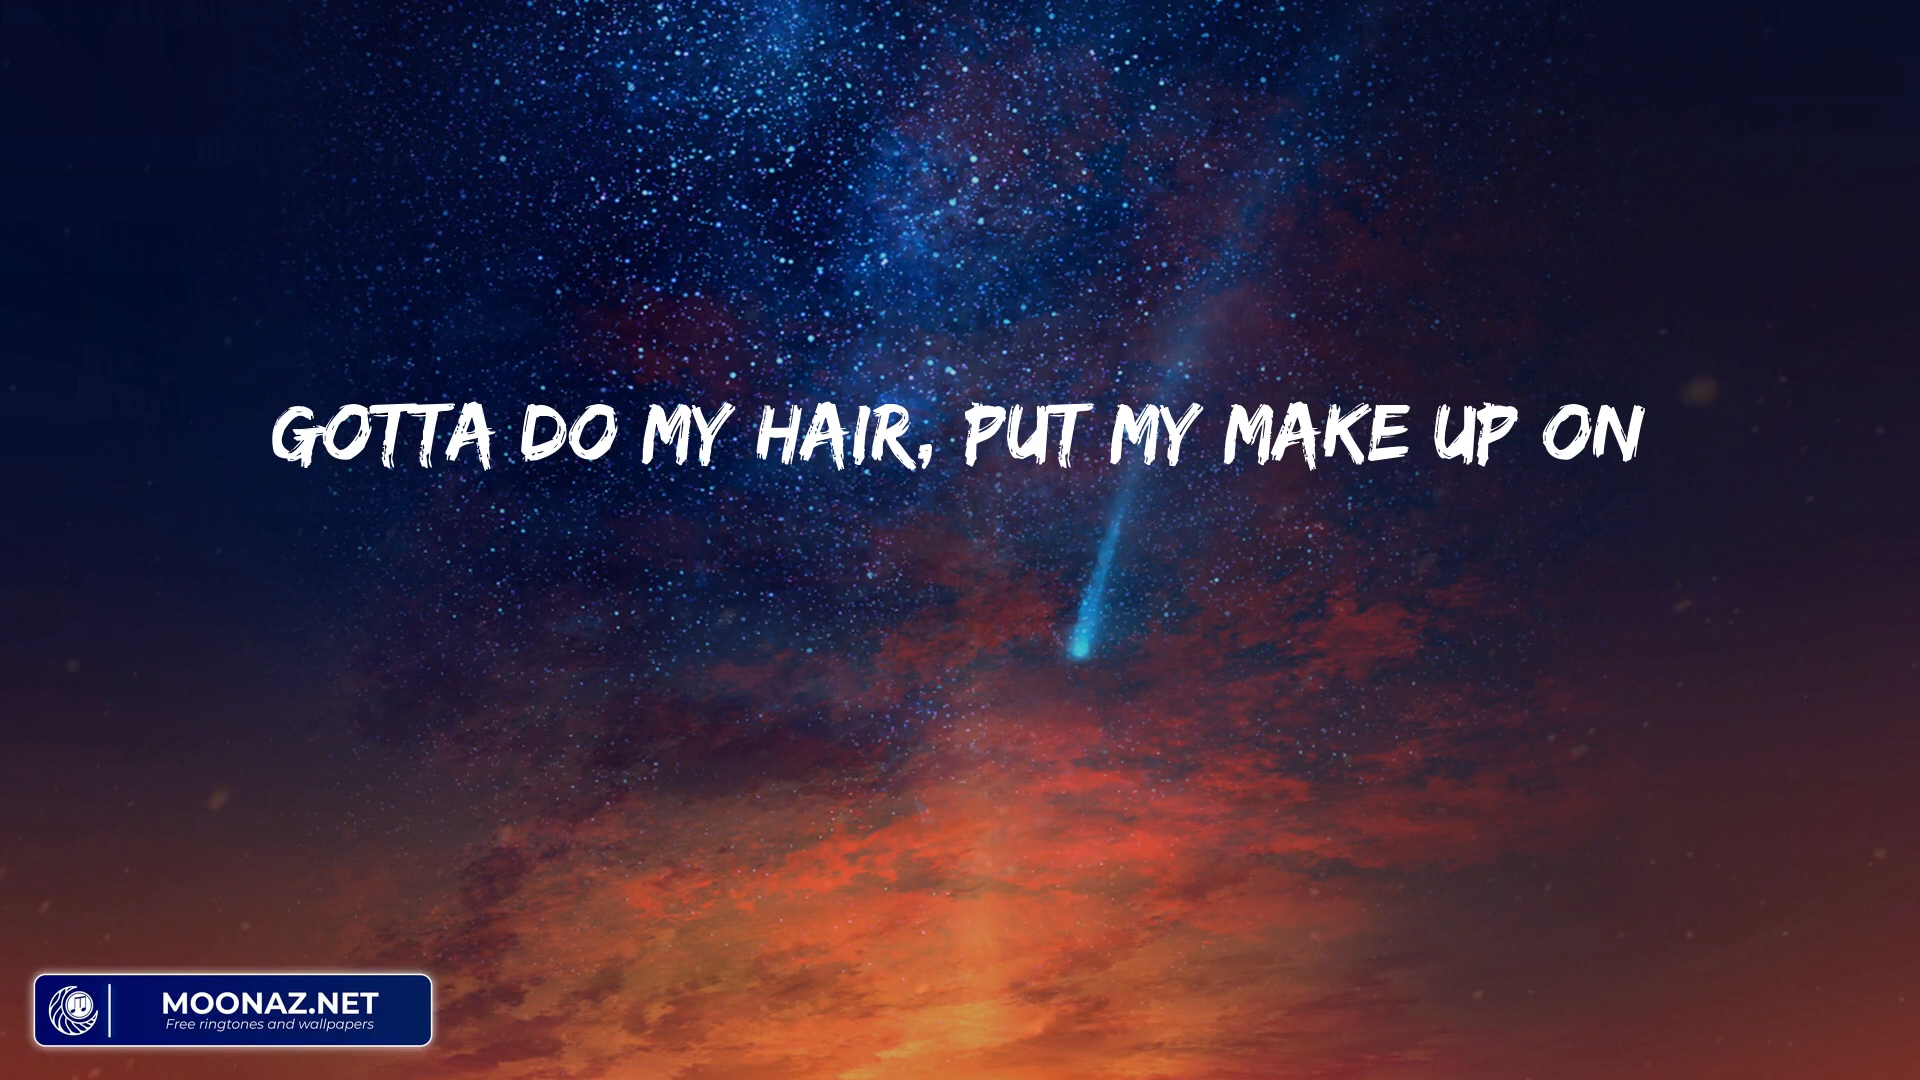 GOTTA DO MY HAIR, PUT MY MAKE UP ON
MOONAZ.NET
Free ringtones and wallpapers